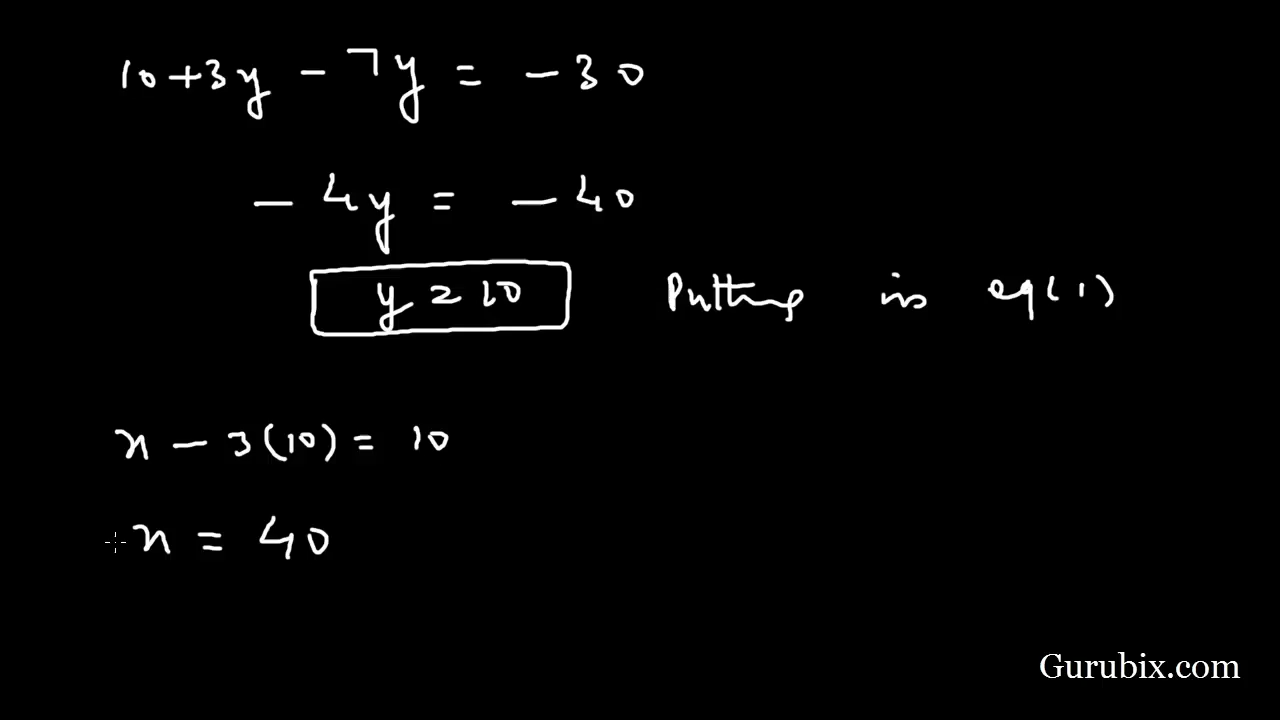 10+3y - 7y = -30
- 4y = - 40
y = 10 Putting in eq(1)
x - 3(10) = 10
x = 40
Gurubix.com